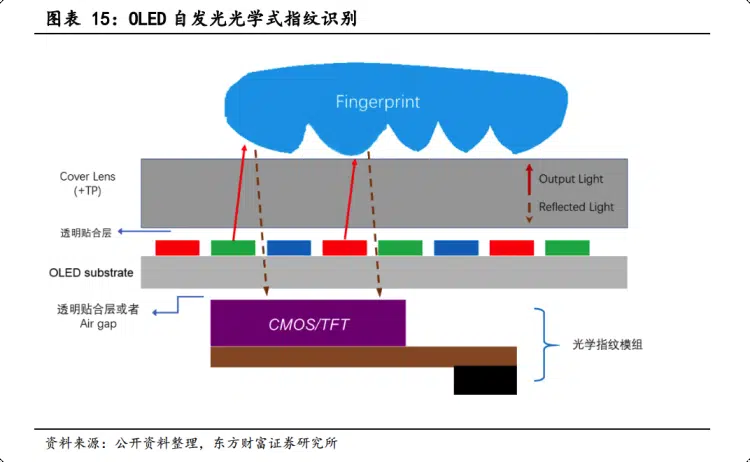 图表 15：OLED 自发光光学式指纹识别
Fingerprint
Cover Lens
(+TP)
Output Light
Reflected Light
透明贴合层
OLED substrate
透明贴合层或者
Air gap
CMOS/TFT
光学指纹模组
资料来源：公开资料整理，东方财富证券研究所